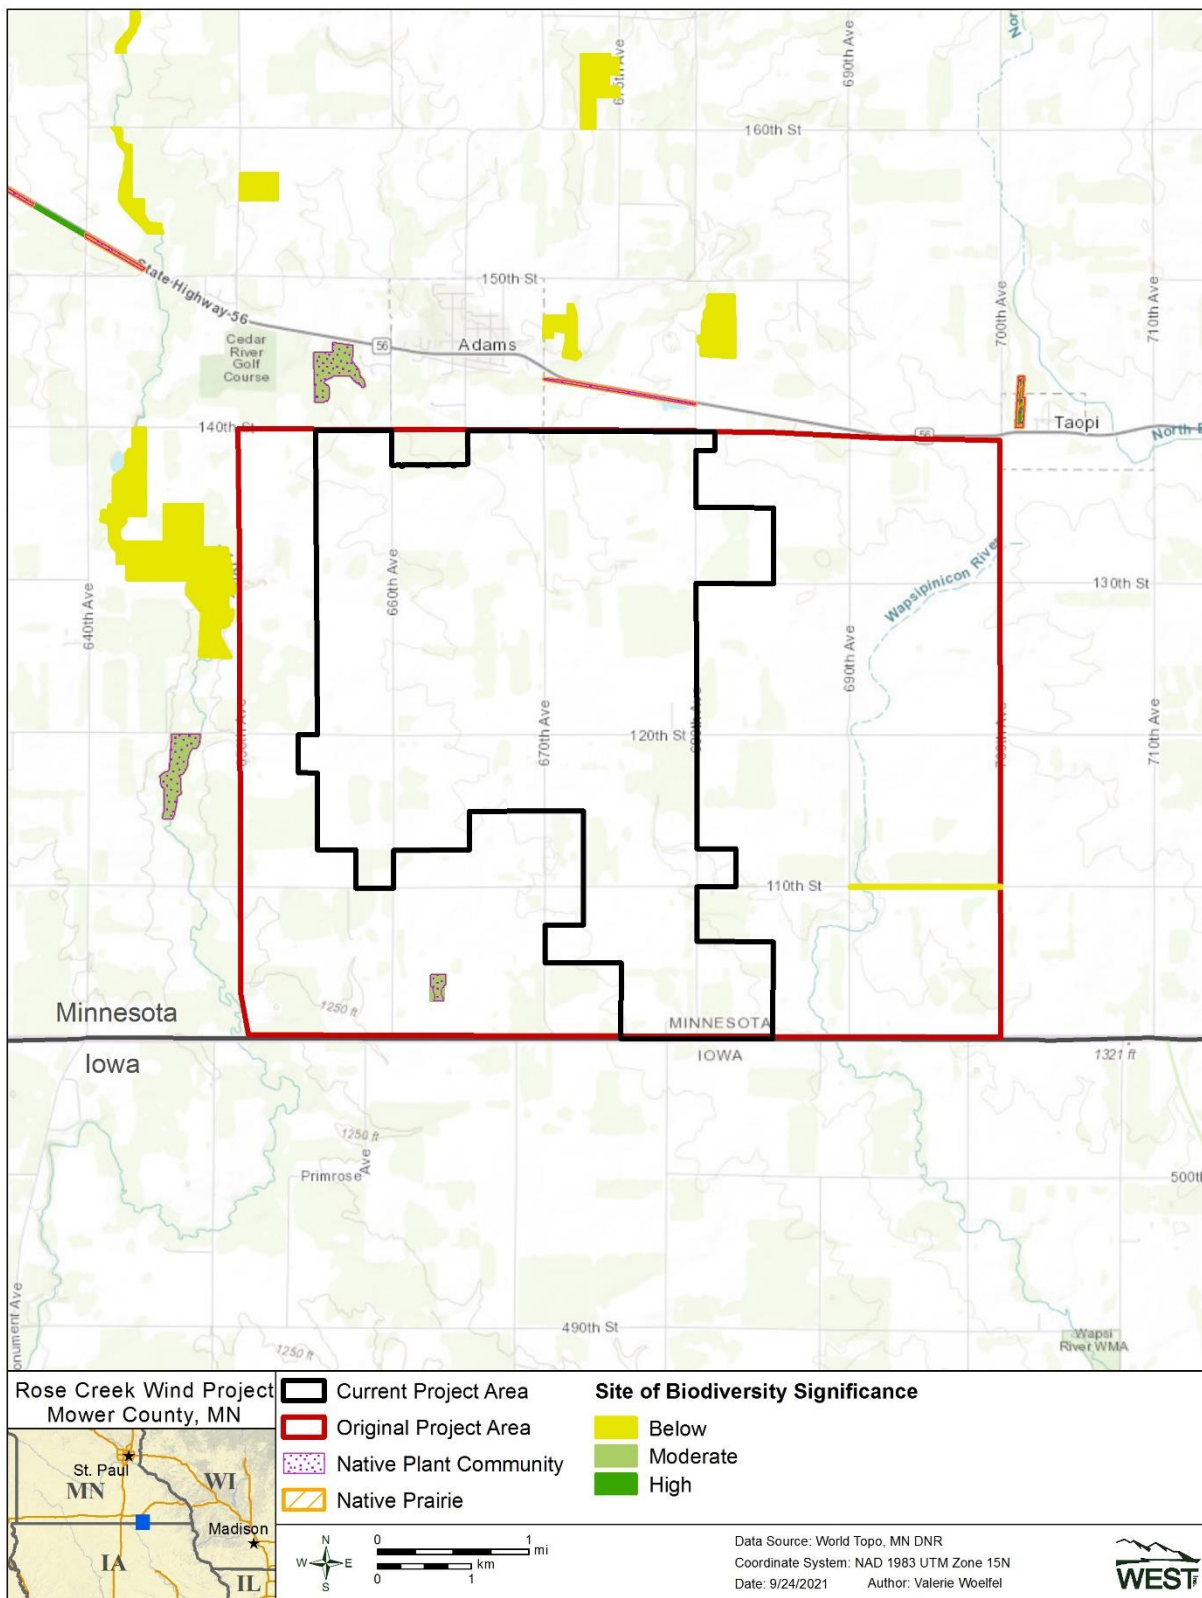 690th Ave
160th St
150th St
State Highway 56
700th Ave
710th Ave
Cedar
River
Golf
Course
56
Adams
140th St
56
Taopi
640th Ave
660th Ave
Wapsipinicon River
130th St
690th Ave
670th Ave
120th St
710th Ave
110th St
1250 ft
Minnesota
MINNESOTA
IOWA
Iowa
1321 ft
1250 ft
Primrose Ave
490th St
1250 ft
Wapsi
River WMA
Rose Creek Wind Project
Mower County, MN
St. Paul
MN
WI
Madison
IA
IL
Current Project Area
Original Project Area
Native Plant Community
Native Prairie
Site of Biodiversity Significance
Below
Moderate
High
N
W E
S
0 1
mi
km
0 1
Data Source: World Topo, MN DNR
Coordinate System: NAD 1983 UTM Zone 15N
Date: 9/24/2021 Author: Valerie Woelfel
WEST